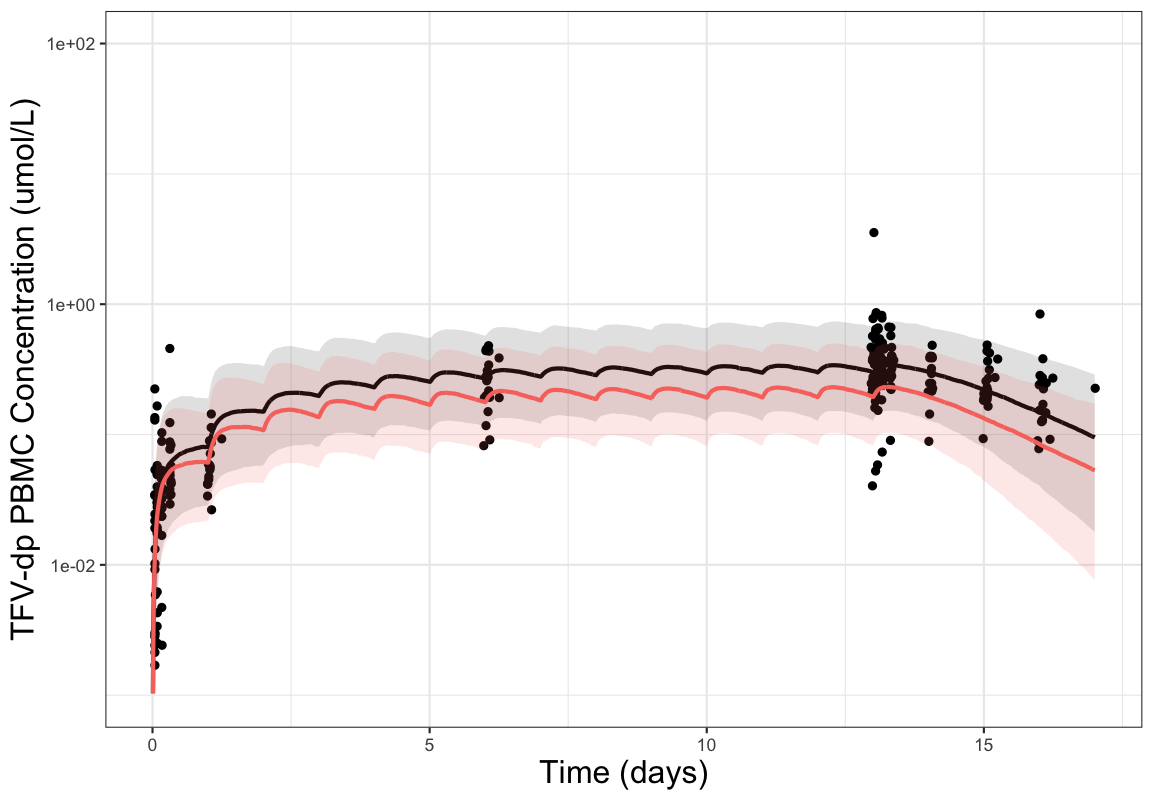 TFV-dp PBMC Concentration (umol/L)
1e+02
1e+00
1e-02
0 5 10 15
Time (days)